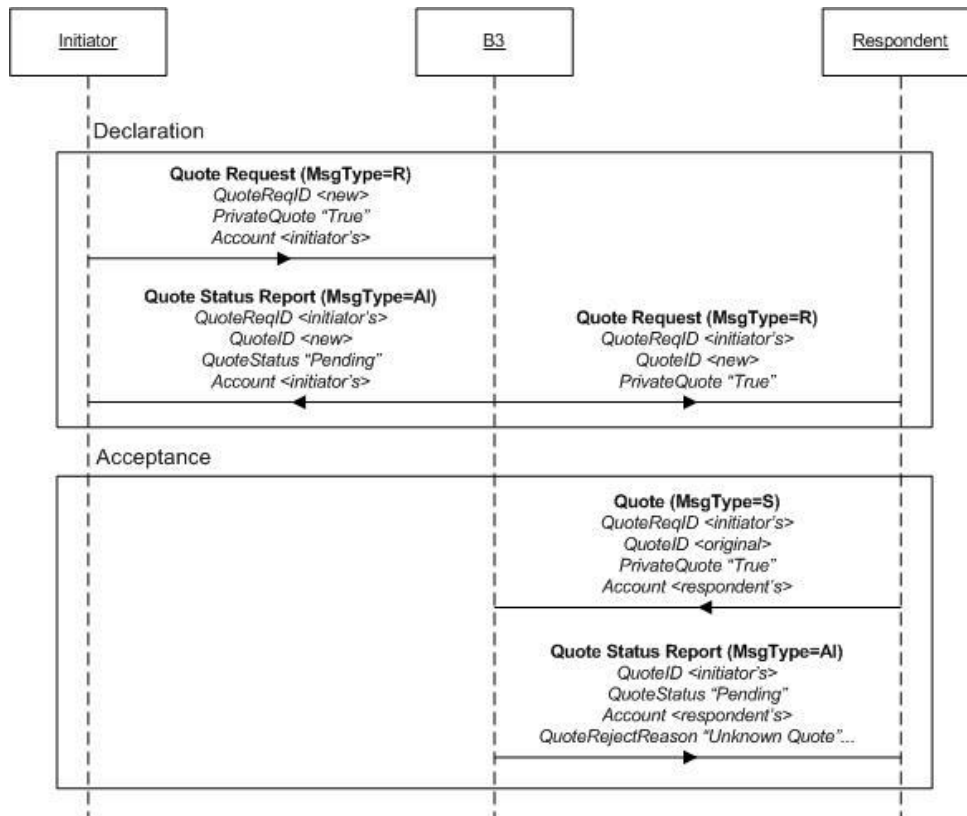 Initiator
B3
Respondent
Declaration
Quote Request (MsgType=R)
QuoteReqID <new>
PrivateQuote “True”
Account <initiator's>
Quote Status Report (MsgType=AI)
QuoteReqID <initiator's>
QuoteID <new>
QuoteStatus “Pending”
Account <initiator's>
Quote Request (MsgType=R)
QuoteReqID <initiator's>
QuoteID <new>
PrivateQuote “True”
Acceptance
Quote (MsgType=S)
QuoteReqID <initiator's>
QuoteID <original>
PrivateQuote “True”
Account <respondent's>
Quote Status Report (MsgType=AI)
QuoteID <initiator's>
QuoteStatus “Pending”
Account <respondent's>
QuoteRejectReason “Unknown Quote”...